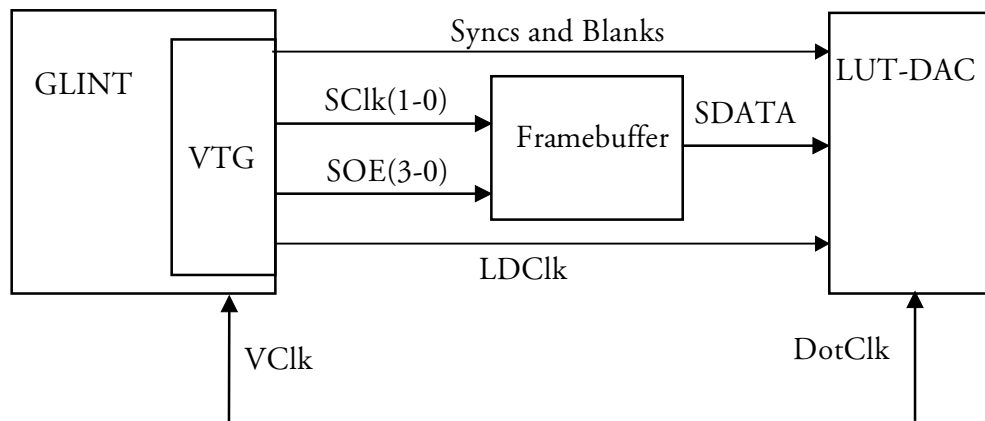 Syncs and Blanks
GLINT
LUT-DAC
SClk(1-0)
SDATA
Framebuffer
VTG
SOE(3-0)
LDClk
VClk
DotClk